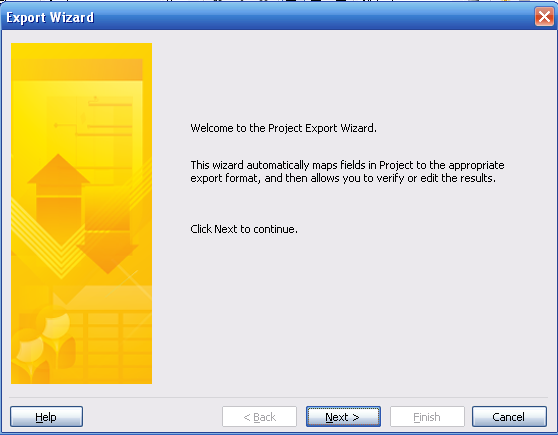 Export Wizard
Welcome to the Project Export Wizard.
This wizard automatically maps fields in Project to the appropriate
export format, and then allows you to verify or edit the results.
Click Next to continue.
Help
< Back
Next >
Finish
Cancel